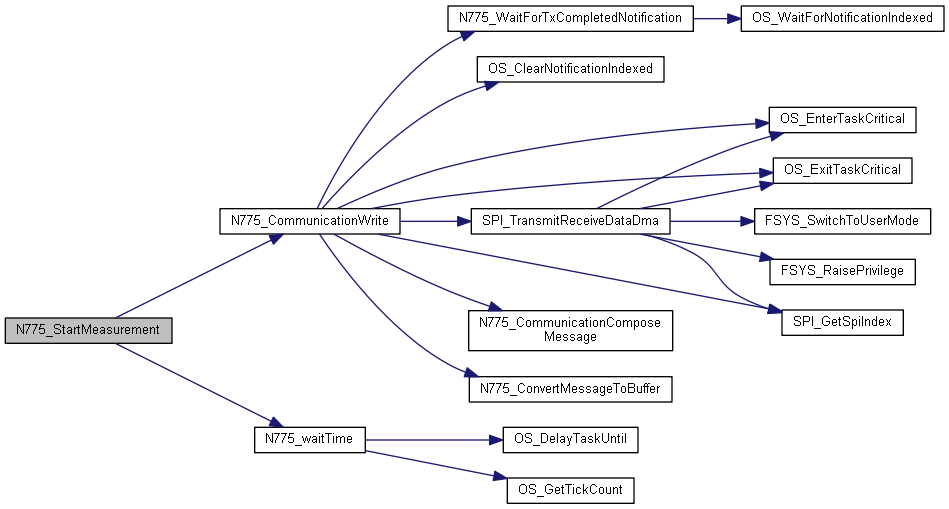 N775_WaitForTxCompletedNotification
OS_WaitForNotificationIndexed
OS_ClearNotificationIndexed
OS_EnterTaskCritical
OS_ExitTaskCritical
N775_CommunicationWrite
SPI_TransmitReceiveDataDma
FSYS_SwitchToUserMode
FSYS_RaisePrivilege
N775_StartMeasurement
N775_CommunicationCompose
Message
SPI_GetSpiIndex
N775_ConvertMessageToBuffer
N775_waitTime
OS_DelayTaskUntil
OS_GetTickCount